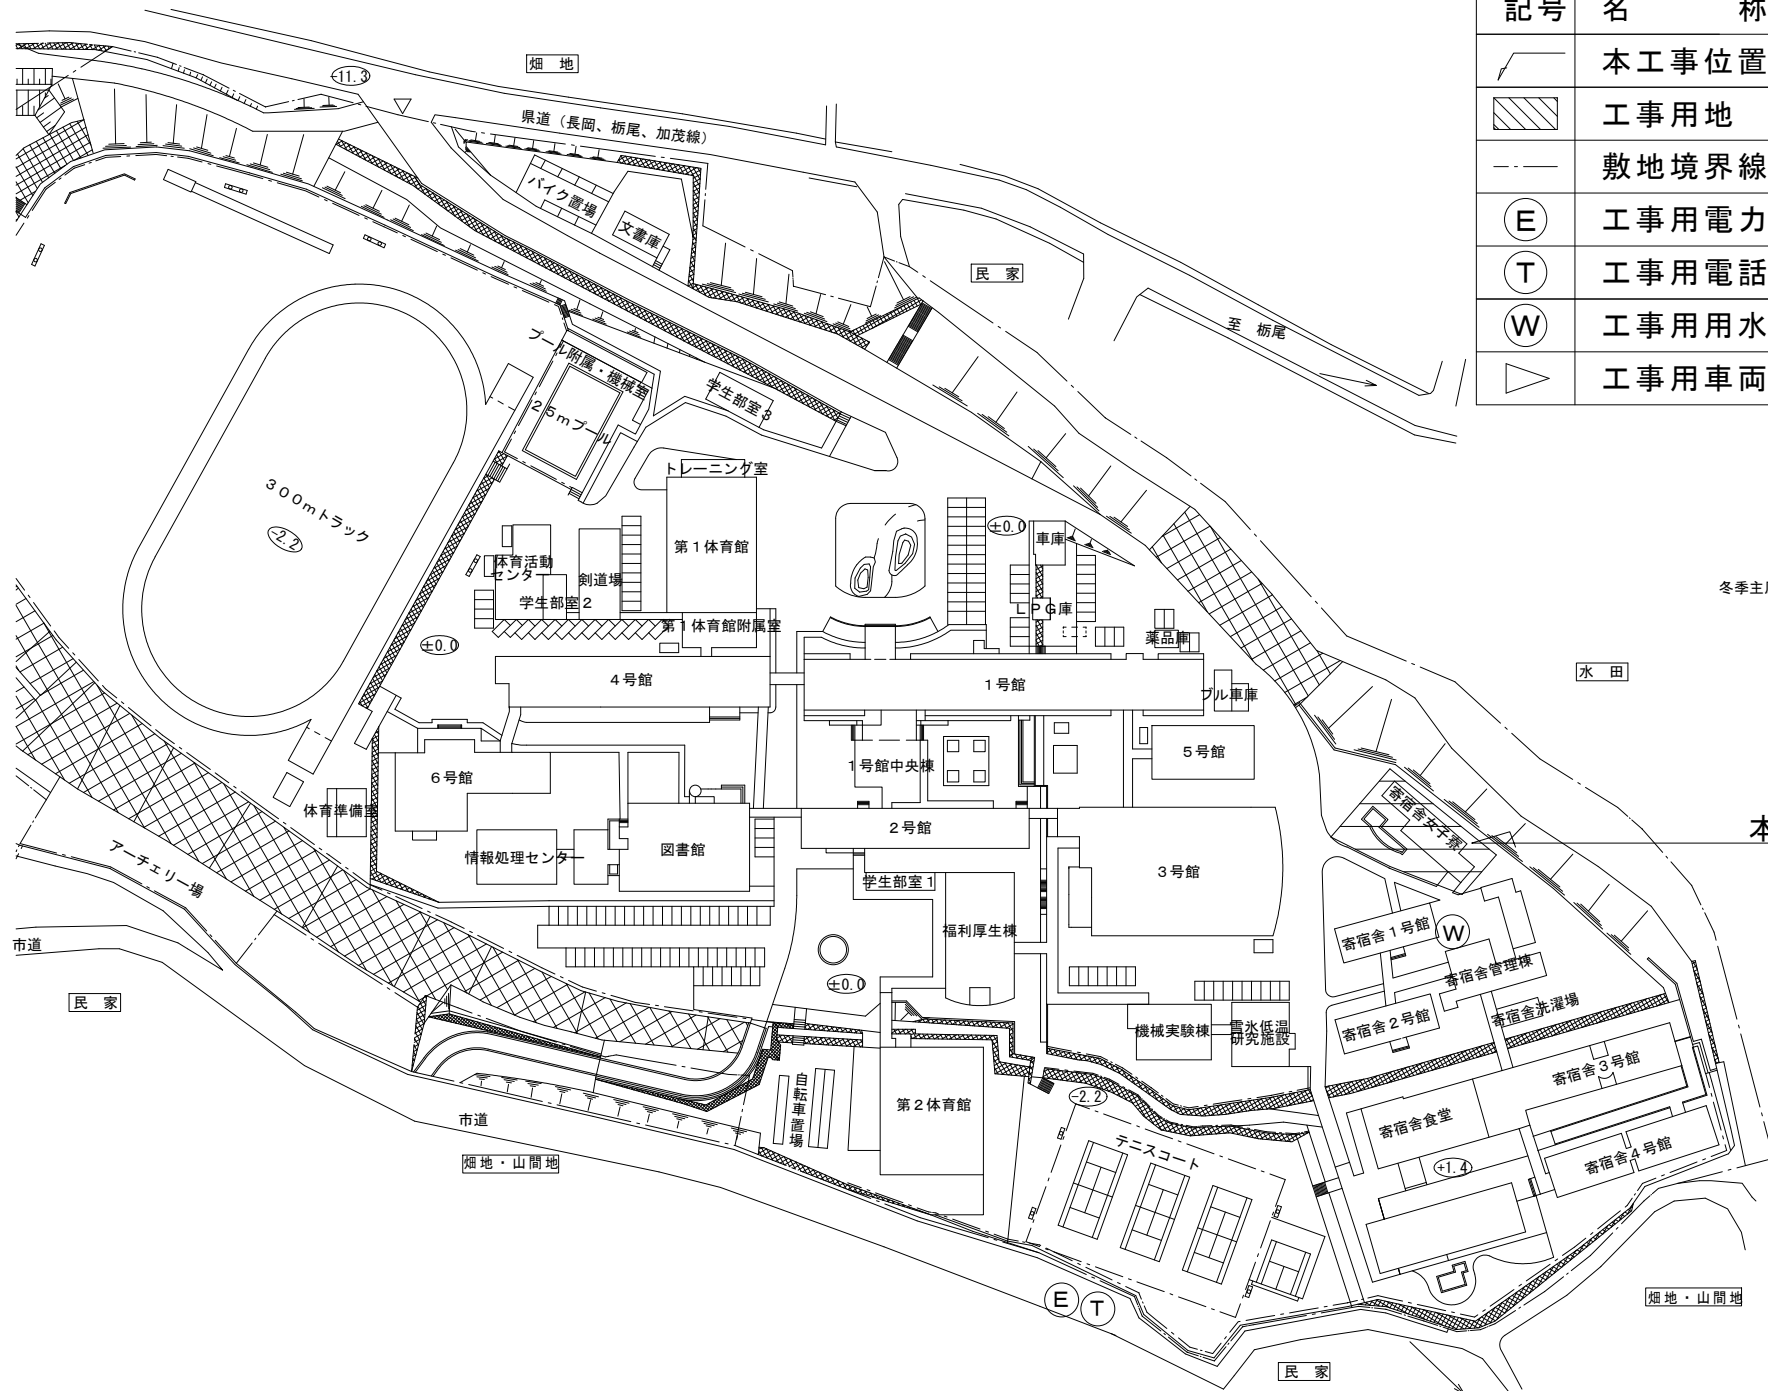 記号 名 称
本工事位置
工事用地
敷地境界線
E 工事用電力
T 工事用電話
W 工事用用水
工事用車両
畑 地
-11.3
県道（長岡、栃尾、加茂線）
バイク置場
文書庫
民 家
至 栃尾
プール附属・機械室
２５ｍプール
学生部室３
３００ｍトラック
-2.2
トレーニング室
第１体育館
体育活動
センター
剣道場
学生部室２
第１体育館附属室
±0.0
車庫
ＬＰＧ庫
薬品庫
±0.0
４号館
１号館
ブル車庫
水 田
５号館
１号館中央棟
６号館
体育準備室
２号館
寄宿舎女子寮
本
図書館
情報処理センター
３号館
学生部室１
アーチェリー場
福利厚生棟
寄宿舎１号館
W
寄宿舎管理棟
市道
民 家
±0.0
寄宿舎洗濯場
寄宿舎２号館
機械実験棟
雪氷低温
研究施設
寄宿舎３号館
自転車置場
第２体育館
-2.2
寄宿舎食堂
市道
テニスコート
寄宿舎４号館
畑地・山間地
+1.4
E
T
畑地・山間地
民 家